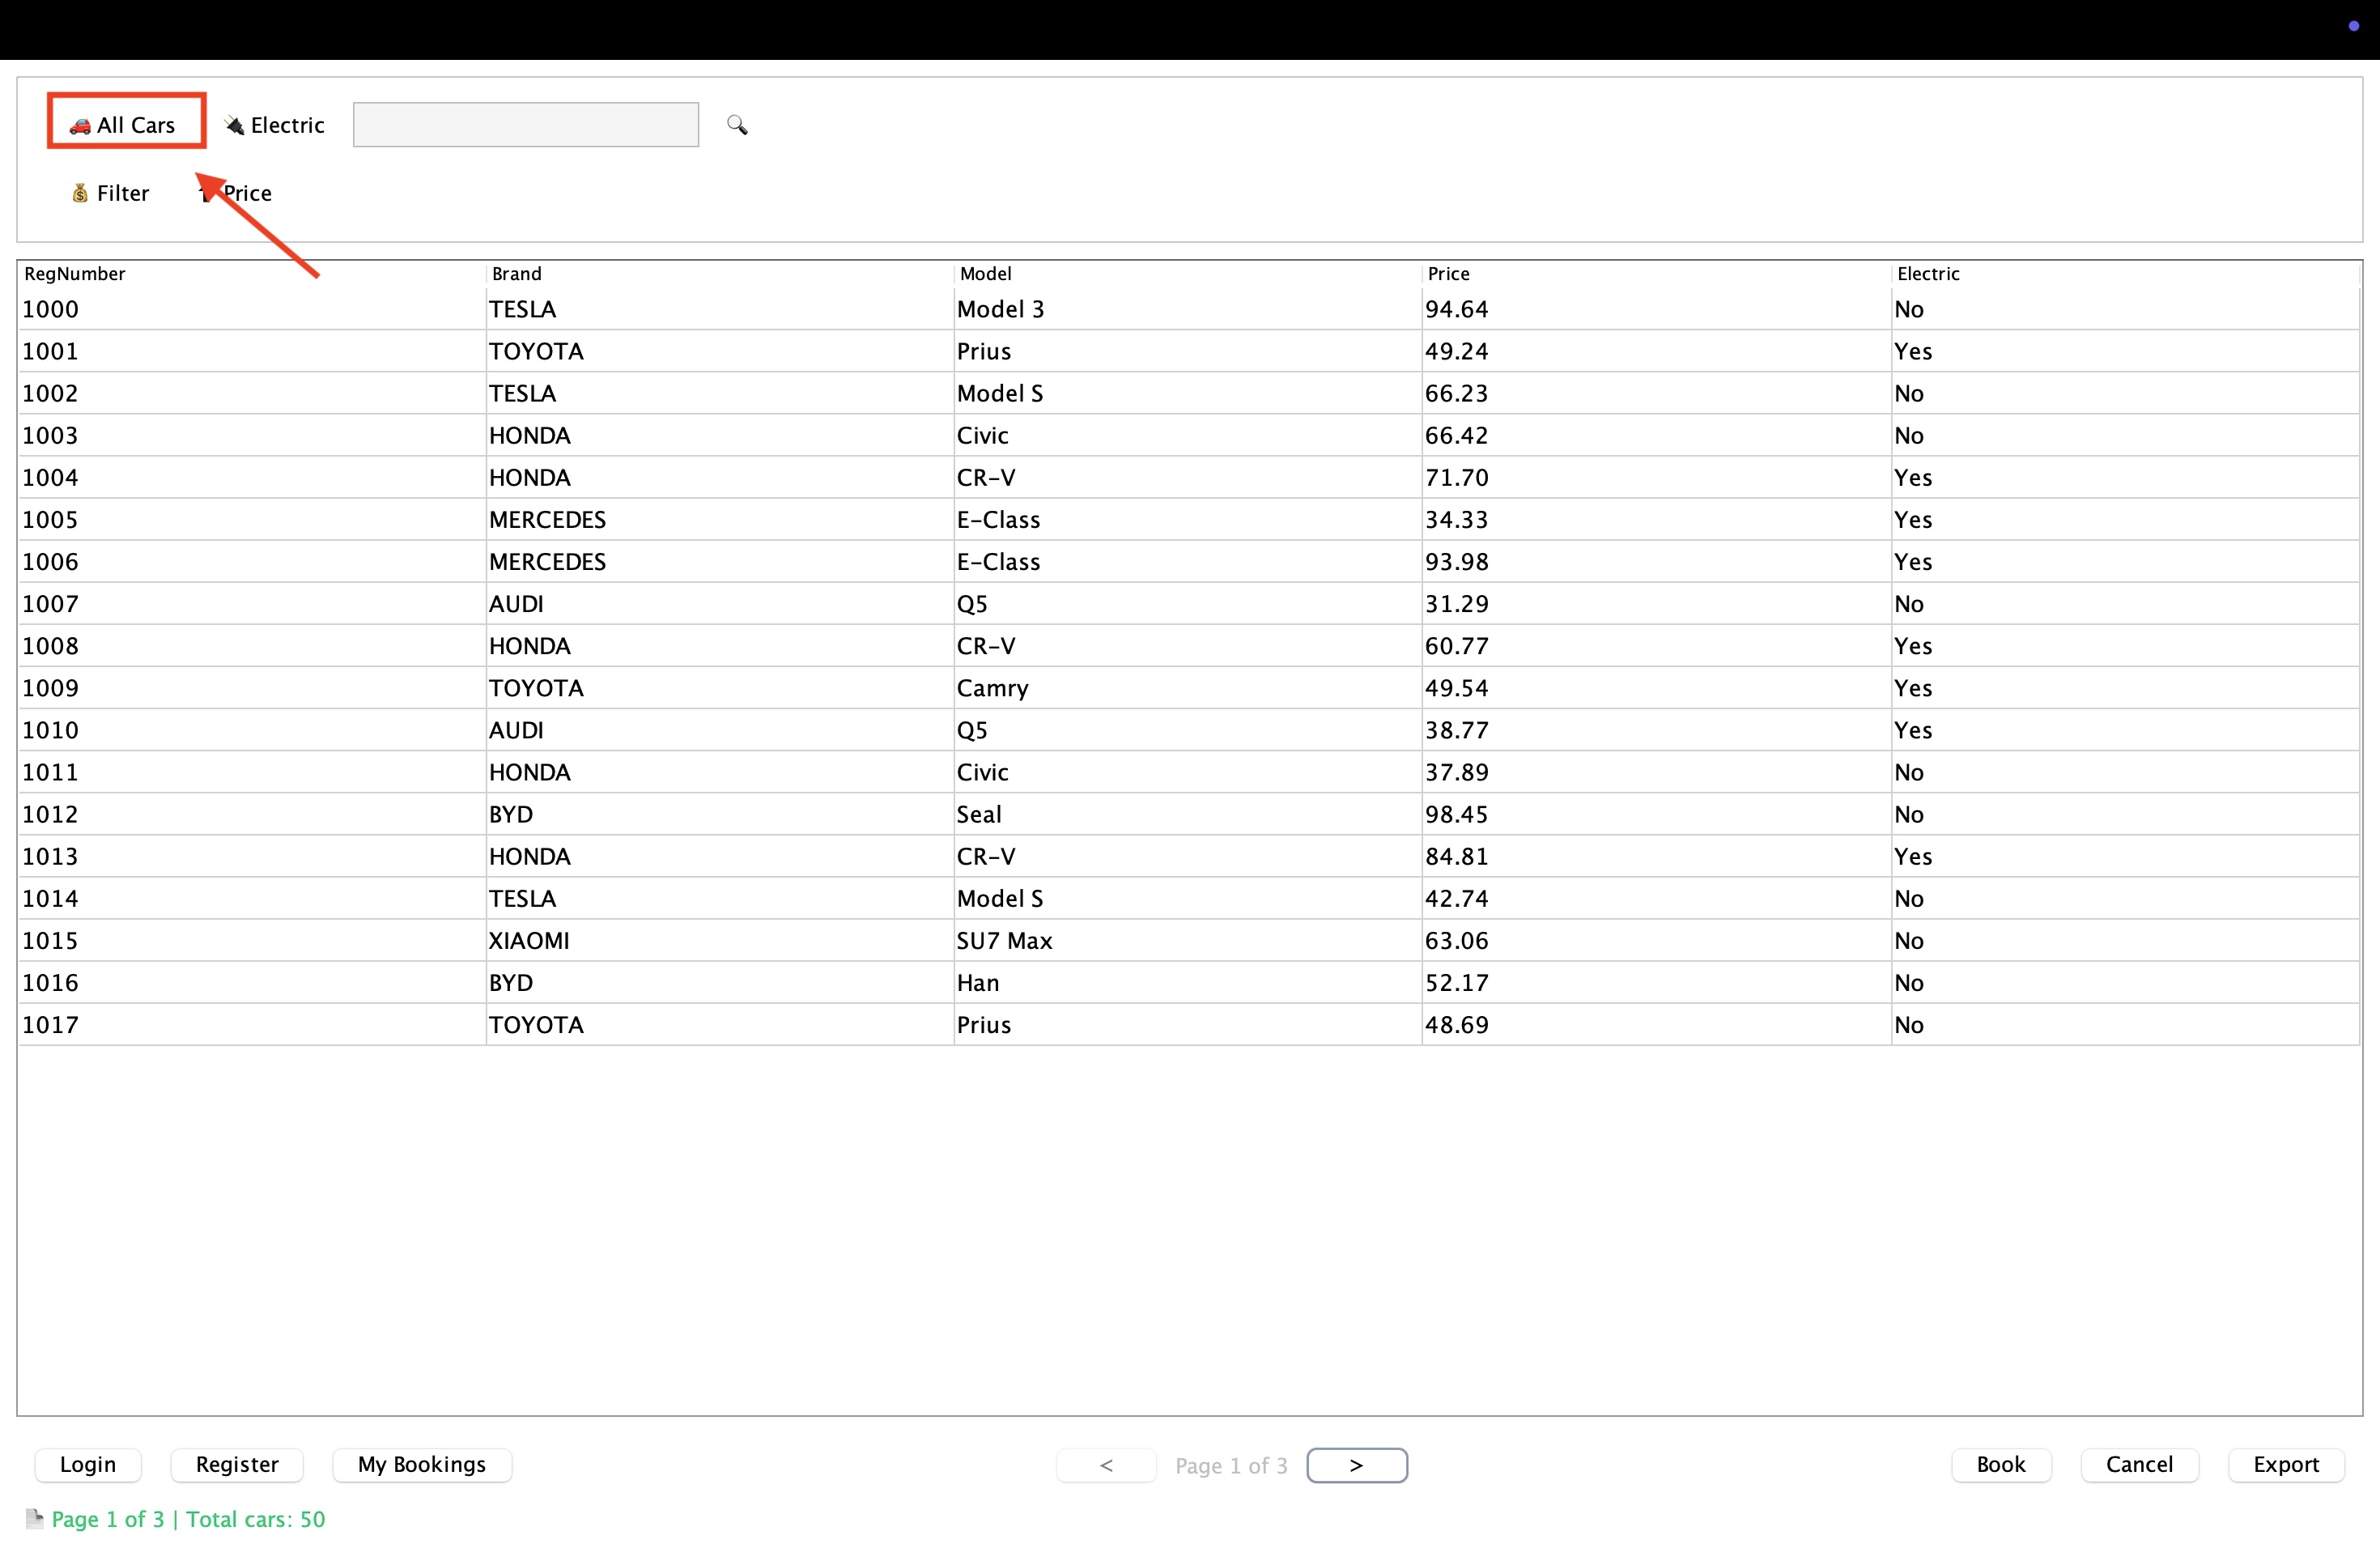 All Cars Electric
Filter Price
RegNumber Brand Model Price Electric
1000 TESLA Model 3 94.64 No
1001 TOYOTA Prius 49.24 Yes
1002 TESLA Model S 66.23 No
1003 HONDA Civic 66.42 No
1004 HONDA CR-V 71.70 Yes
1005 MERCEDES E-Class 34.33 Yes
1006 MERCEDES E-Class 93.98 Yes
1007 AUDI Q5 31.29 No
1008 HONDA CR-V 60.77 Yes
1009 TOYOTA Camry 49.54 Yes
1010 AUDI Q5 38.77 Yes
1011 HONDA Civic 37.89 No
1012 BYD Seal 98.45 No
1013 HONDA CR-V 84.81 Yes
1014 TESLA Model S 42.74 No
1015 XIAOMI SU7 Max 63.06 No
1016 BYD Han 52.17 No
1017 TOYOTA Prius 48.69 No
Login Register My Bookings < Page 1 of 3 > Book Cancel Export
Page 1 of 3 | Total cars: 50